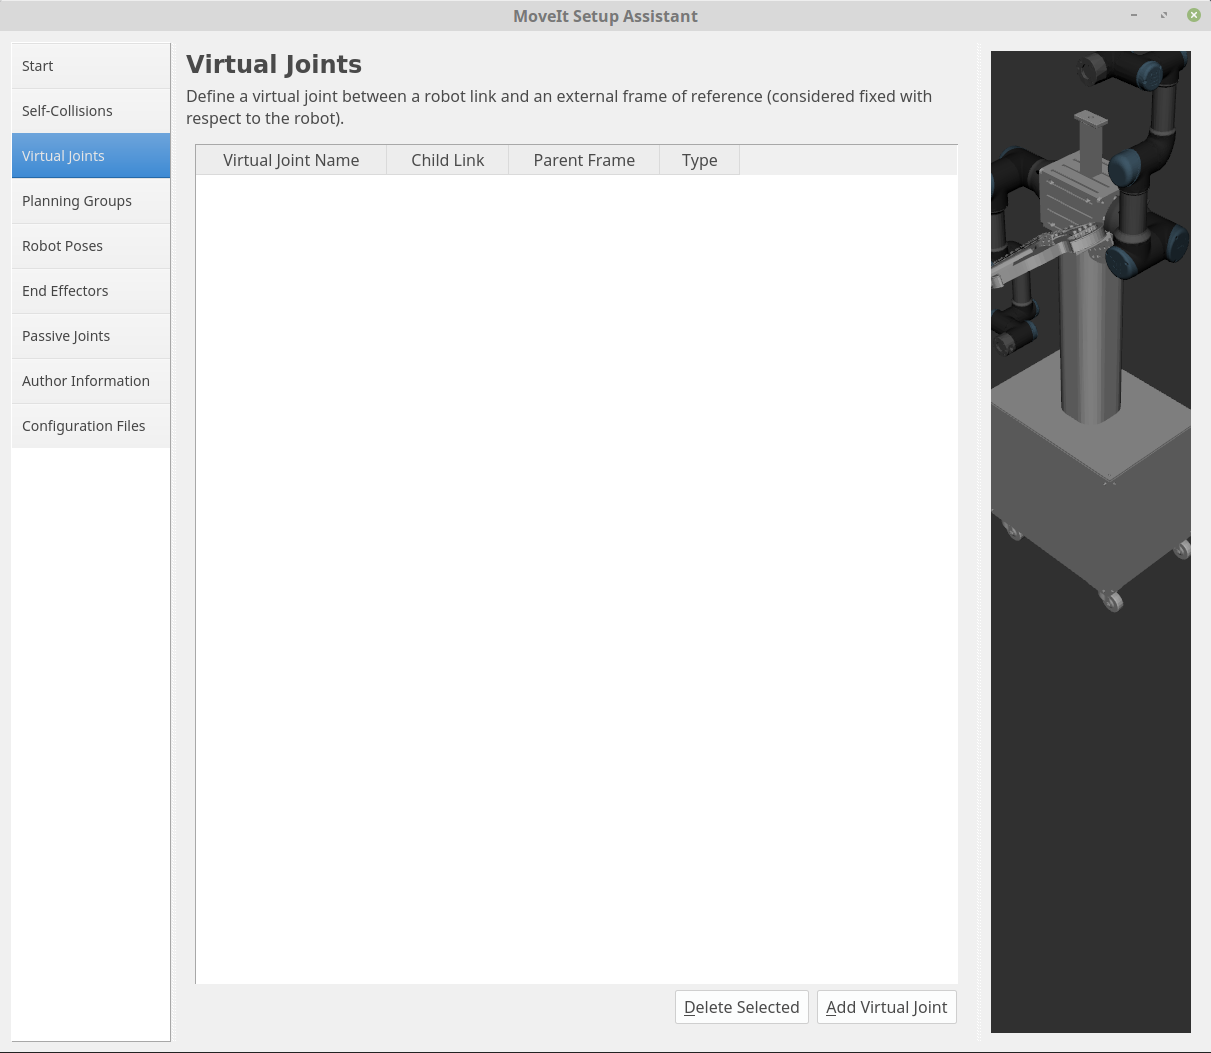 MoveIt Setup Assistant
Start
Self-Collisions
Virtual Joints
Planning Groups
Robot Poses
End Effectors
Passive Joints
Author Information
Configuration Files
Virtual Joints
Define a virtual joint between a robot link and an external frame of reference (considered fixed with
respect to the robot).
Virtual Joint Name Child Link Parent Frame Type
Delete Selected Add Virtual Joint